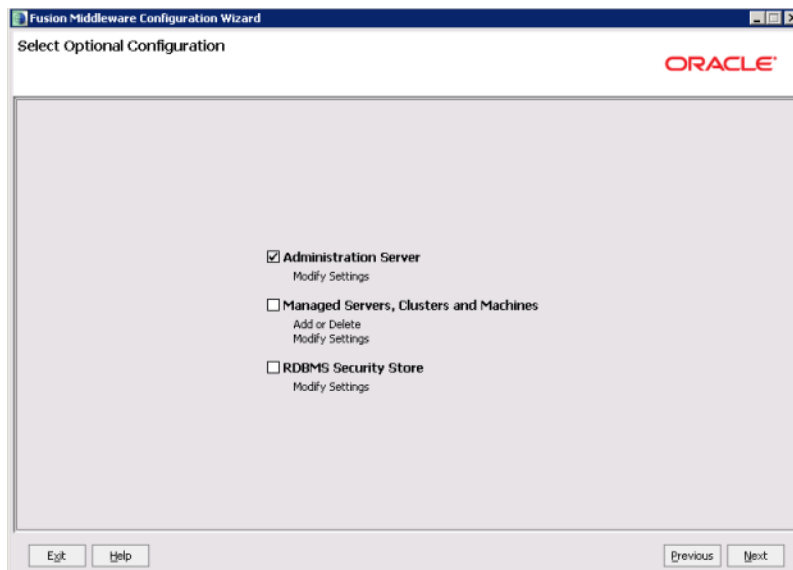 Fusion Middleware Configuration Wizard
Select Optional Configuration
ORACLE
Administration Server
Modify Settings
Managed Servers, Clusters and Machines
Add or Delete
Modify Settings
RDBMS Security Store
Modify Settings
Exit Help Previous Next